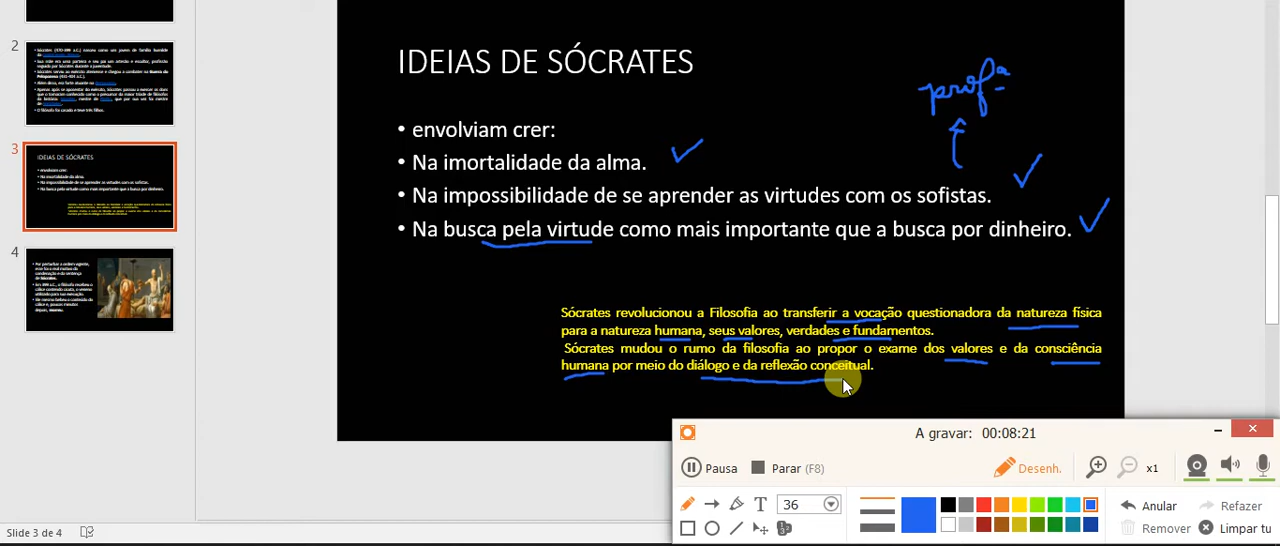 2
3
IDEIAS DE SÓCRATES
4
IDEIAS DE SÓCRATES
profa
• envolviam crer:
• Na imortalidade da alma.
• Na impossibilidade de se aprender as virtudes com os sofistas.
• Na busca pela virtude como mais importante que a busca por dinheiro.
Sócrates revolucionou a Filosofia ao transferir a vocação questionadora da natureza física
para a natureza humana, seus valores, verdades e fundamentos.
Sócrates mudou o rumo da filosofia ao propor o exame dos valores e da consciência
humana por meio do diálogo e da reflexão conceitual.
A gravar: 00:08:21
Pausa Parar (F8) Desenh. x1
T 36 Anular Refazer
Remover Limpar tu
Slide 3 de 4